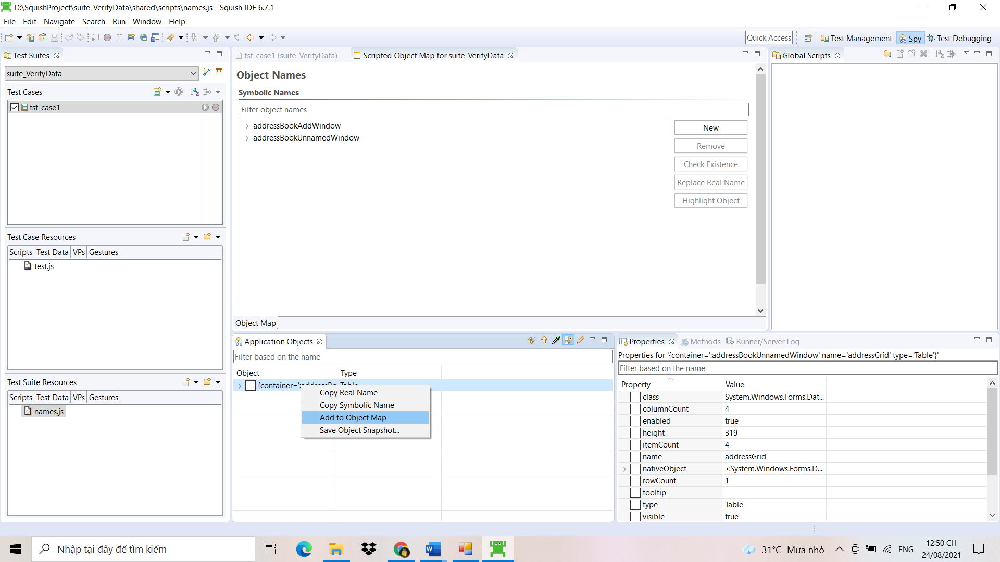 D:\SquishProject\suite_VerifyData\shared\scripts\names.js - Squish IDE 6.7.1
File Edit Navigate Search Run Window Help
Quick Access Test Management Spy Test Debugging
Test Suites
suite_VerifyData
Test Cases
tst_case1
Test Case Resources
Scripts Test Data VPs Gestures
test.js
Test Suite Resources
Scripts Test Data VPs Gestures
names.js
tst_case1 (suite_VerifyData) Scripted Object Map for suite_VerifyData
Object Names
Symbolic Names
Filter object names
addressBookAddWindow
addressBookUnnamedWindow
New
Remove
Check Existence
Replace Real Name
Highlight Object
Object Map
Global Scripts
Application Objects
Filter based on the name
Object Type
{container=':addressBo Table
Copy Real Name
Copy Symbolic Name
Add to Object Map
Save Object Snapshot...
Properties Methods Runner/Server Log
Properties for '{container=':addressBookUnnamedWindow' name='addressGrid' type='Table'}'
Filter based on the name
Property Value
class System.Windows.Forms.Dat...
columnCount 4
enabled true
height 319
itemCount 4
name addressGrid
nativeObject <System.Windows.Forms.D...
rowCount 1
tooltip
type Table
visible true
Nhập tại đây để tìm kiếm
31°C Mưa nhỏ
ENG
12:50 CH
24/08/2021